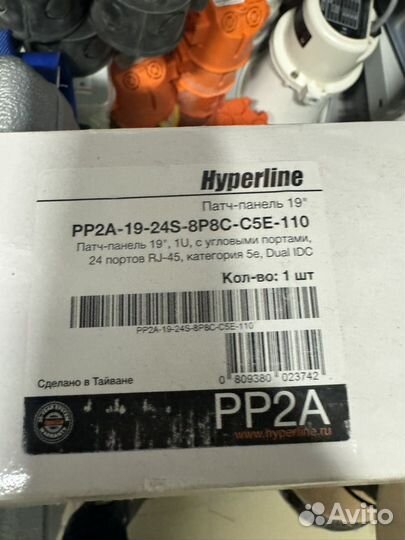 Hyperline
Патч-панель 19"
PP2A-19-24S-8P8C-C5E-110
Патч-панель 19", 1U, с угловыми портами,
24 портов RJ-45, категория 5e, Dual IDC
Кол-во: 1 шт
PP2A-19-24S-8P8C-C5E-110
Сделано в Тайване
0 809380 023742
PP2A
www.hyperline.ru
Avito